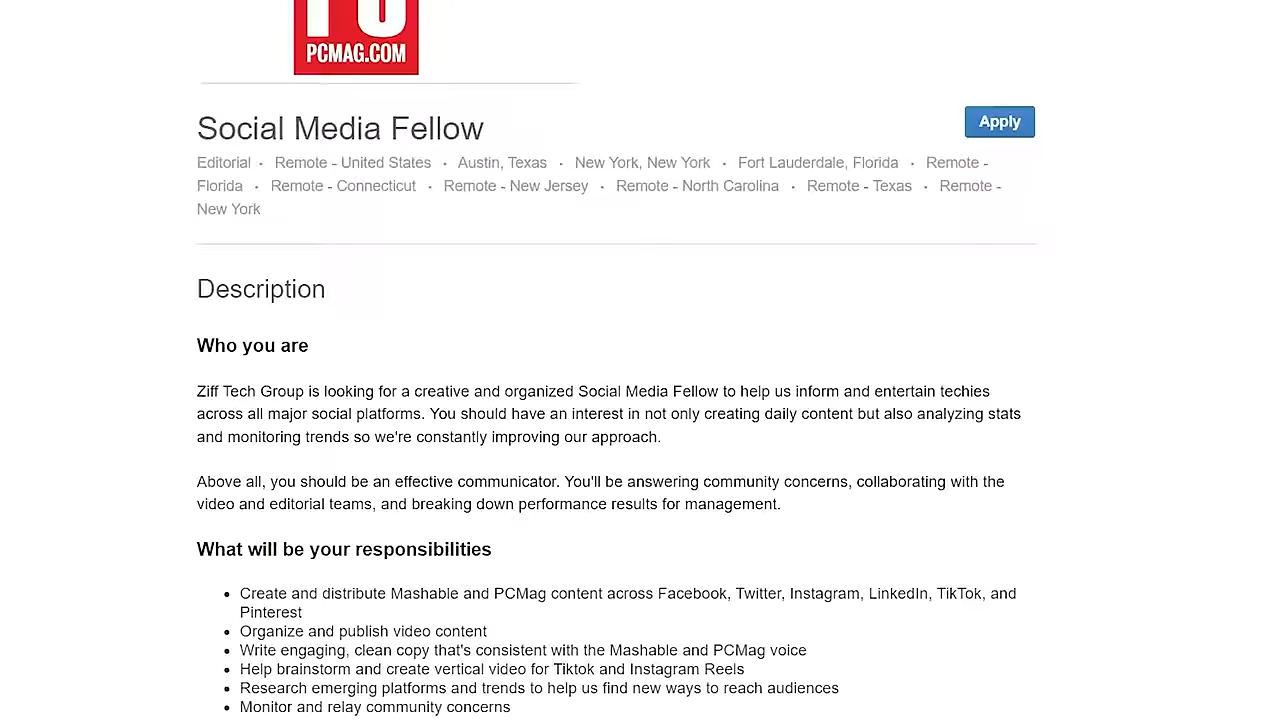 PCMAG.COM
Social Media Fellow
Apply
Editorial · Remote - United States · Austin, Texas · New York, New York · Fort Lauderdale, Florida · Remote -
Florida · Remote - Connecticut · Remote - New Jersey · Remote - North Carolina · Remote - Texas · Remote -
New York
Description
Who you are
Ziff Tech Group is looking for a creative and organized Social Media Fellow to help us inform and entertain techies
across all major social platforms. You should have an interest in not only creating daily content but also analyzing stats
and monitoring trends so we're constantly improving our approach.
Above all, you should be an effective communicator. You'll be answering community concerns, collaborating with the
video and editorial teams, and breaking down performance results for management.
What will be your responsibilities
• Create and distribute Mashable and PCMag content across Facebook, Twitter, Instagram, LinkedIn, TikTok, and
Pinterest
• Organize and publish video content
• Write engaging, clean copy that's consistent with the Mashable and PCMag voice
• Help brainstorm and create vertical video for Tiktok and Instagram Reels
• Research emerging platforms and trends to help us find new ways to reach audiences
• Monitor and relay community concerns